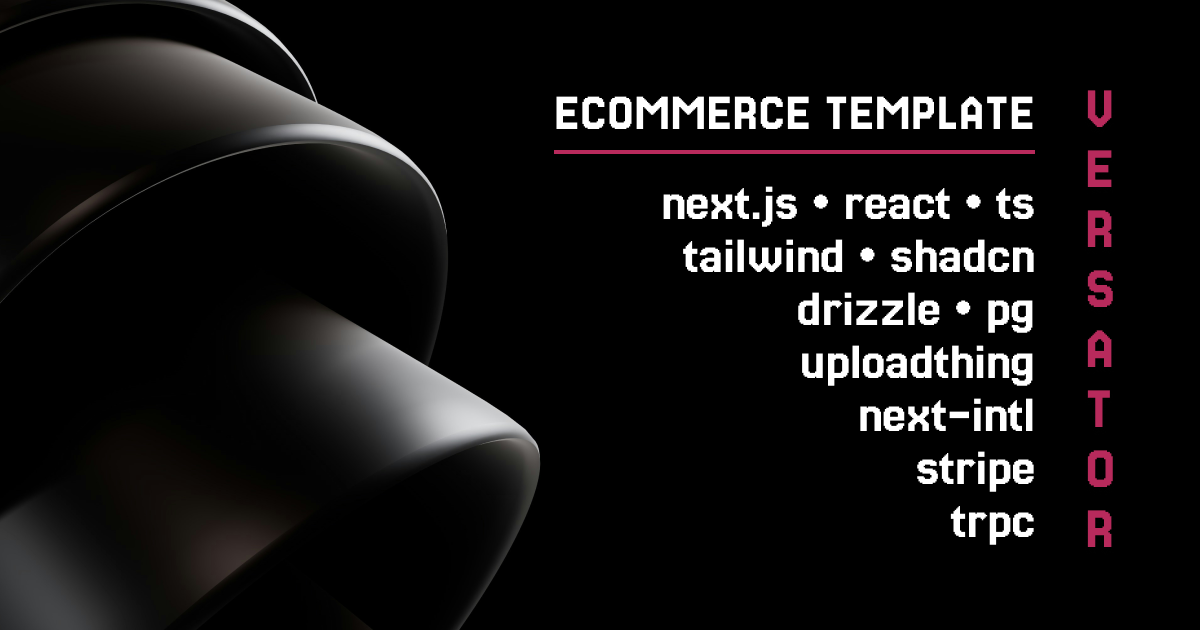 ECOMMERCE TEMPLATE
next.js • react • ts
tailwind • shadcn
drizzle • pg
uploadthing
next-intl
stripe
trpc
VERSATOR